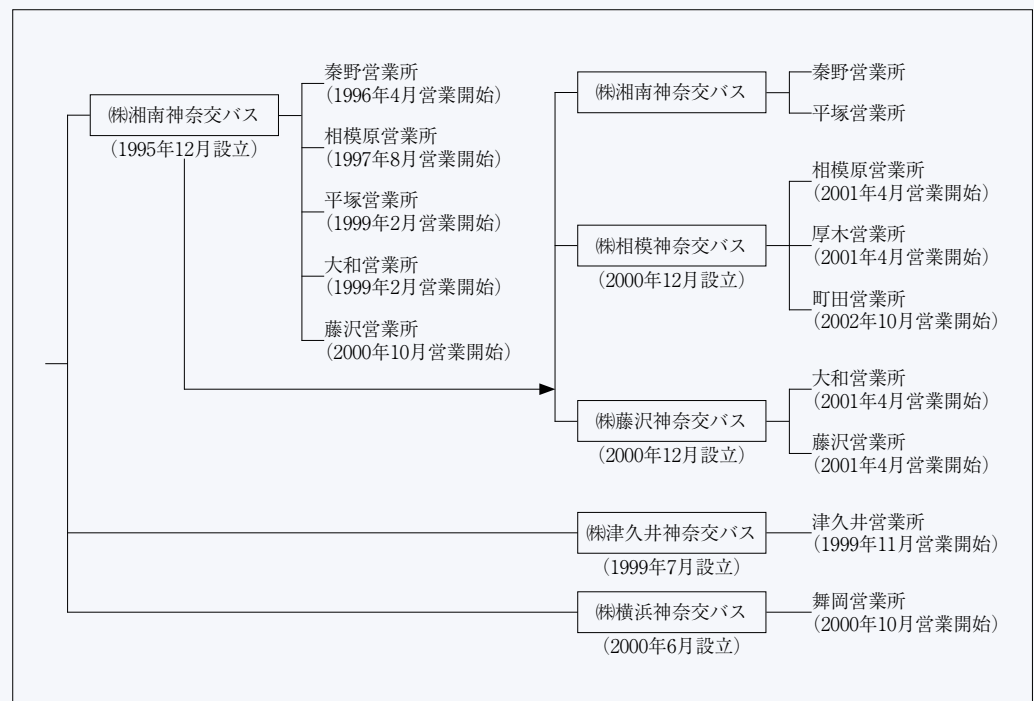 ㈱湘南神奈交バス
(1995年12月設立)
秦野営業所
(1996年4月営業開始)
相模原営業所
(1997年8月営業開始)
平塚営業所
(1999年2月営業開始)
大和営業所
(1999年2月営業開始)
藤沢営業所
(2000年10月営業開始)
㈱湘南神奈交バス
秦野営業所
平塚営業所
㈱相模神奈交バス
(2000年12月設立)
相模原営業所
(2001年4月営業開始)
厚木営業所
(2001年4月営業開始)
町田営業所
(2002年10月営業開始)
㈱藤沢神奈交バス
(2000年12月設立)
大和営業所
(2001年4月営業開始)
藤沢営業所
(2001年4月営業開始)
㈱津久井神奈交バス
(1999年7月設立)
津久井営業所
(1999年11月営業開始)
㈱横浜神奈交バス
(2000年6月設立)
舞岡営業所
(2000年10月営業開始)